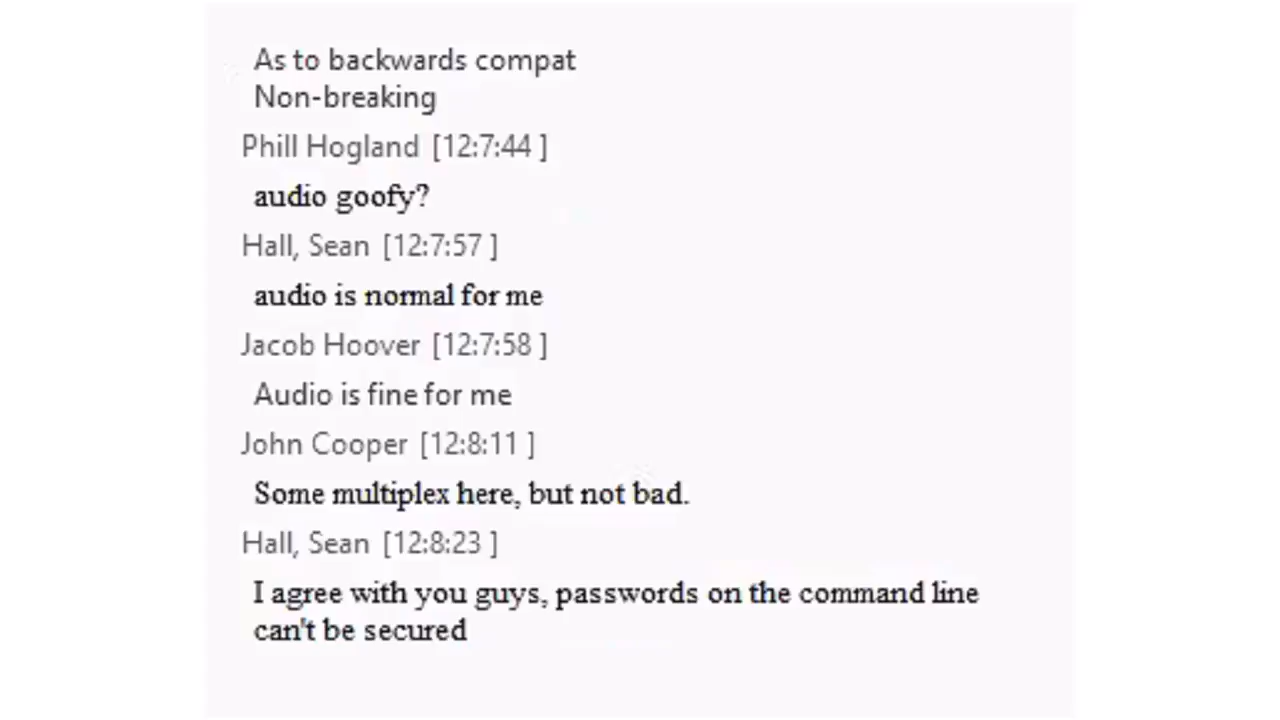 As to backwards compat
Non-breaking
Phill Hogland [12:7:44 ]
audio goofy?
Hall, Sean [12:7:57 ]
audio is normal for me
Jacob Hoover [12:7:58 ]
Audio is fine for me
John Cooper [12:8:11 ]
Some multiplex here, but not bad.
Hall, Sean [12:8:23 ]
I agree with you guys, passwords on the command line
can't be secured